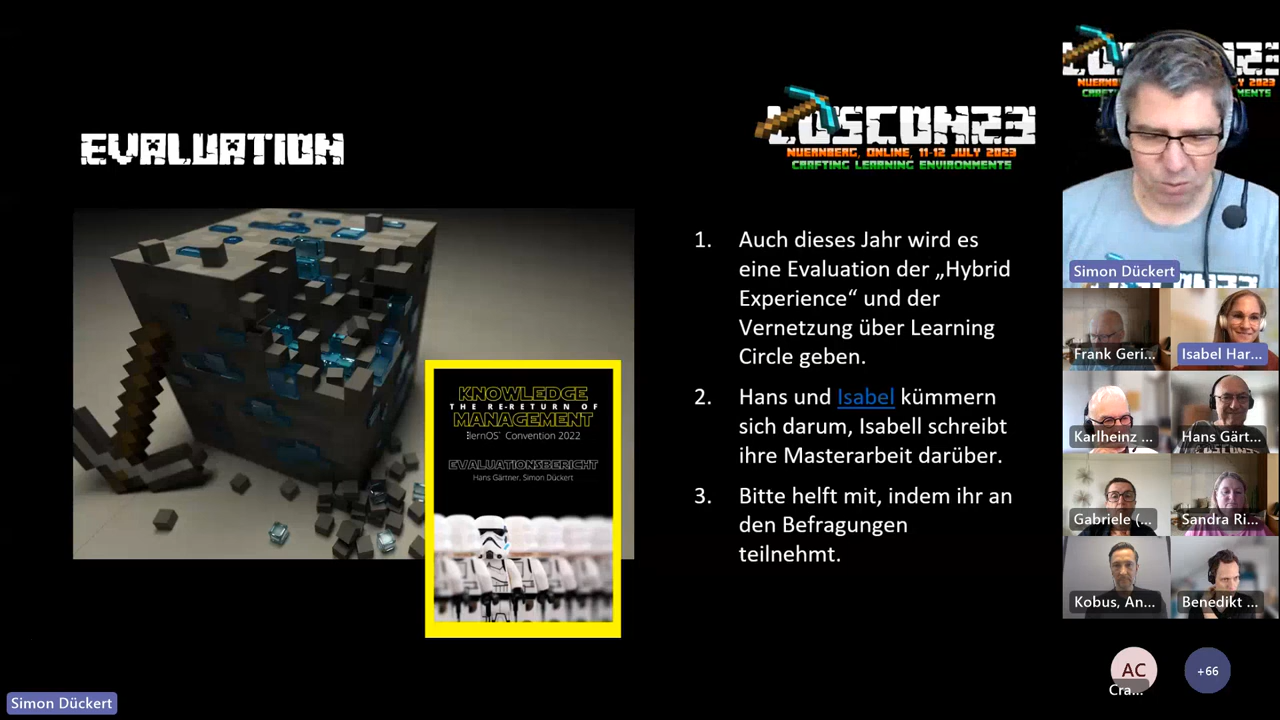 EVALUATION
LOSCON23
NUERNBERG, ONLINE, 11-12 JULY 2023
CRAFTING LEARNING ENVIRONMENTS
1. Auch dieses Jahr wird es
eine Evaluation der „Hybrid
Experience“ und der
Vernetzung über Learning
Circle geben.
2. Hans und Isabel kümmern
sich darum, Isabell schreibt
ihre Masterarbeit darüber.
3. Bitte helft mit, indem ihr an
den Befragungen
teilnehmt.
KNOWLEDGE
THE RE-RETURN OF
MANAGEMENT
lernOS Convention 2022
EVALUATIONSBERICHT
Hans Gärtner, Simon Dückert
Simon Dückert
Frank Geri...
Isabel Har...
Karlheinz ...
Hans Gärt...
Gabriele (...
Sandra Ri...
Kobus, An...
Benedikt ...
AC
Cra...
+66
Simon Dückert